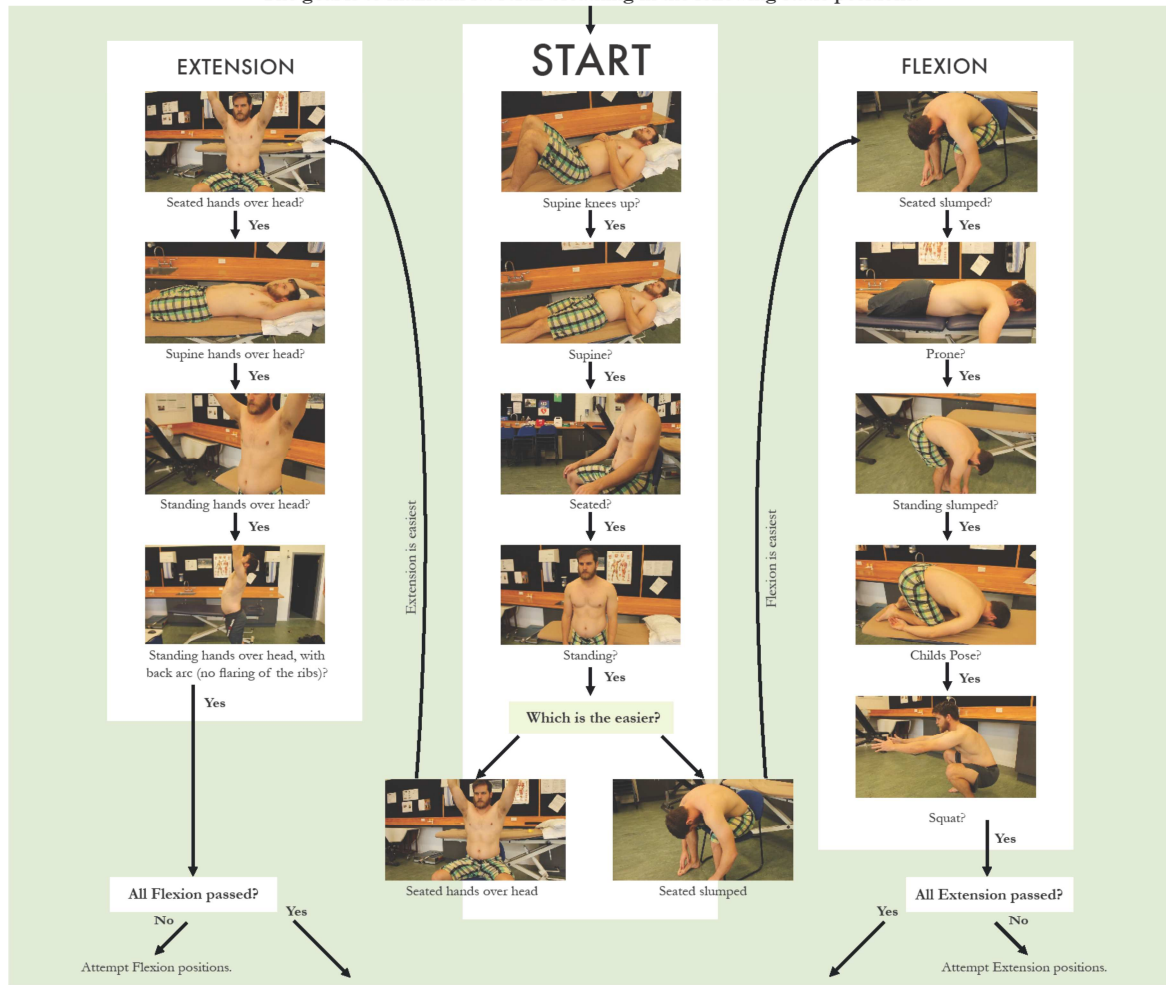 EXTENSION
Seated hands over head?
Yes
Supine hands over head?
Yes
Standing hands over head?
Yes
Standing hands over head, with
back arc (no flaring of the ribs)?
Yes
All Flexion passed?
No
Yes
Attempt Flexion positions.
Extension is easiest
START
Supine knees up?
Yes
Supine?
Yes
Seated?
Yes
Standing?
Yes
Which is the easier?
Seated hands over head
Seated slumped
Flexion is easiest
FLEXION
Seated slumped?
Yes
Prone?
Yes
Standing slumped?
Yes
Childs Pose?
Yes
Squat?
Yes
All Extension passed?
Yes
No
Attempt Extension positions.